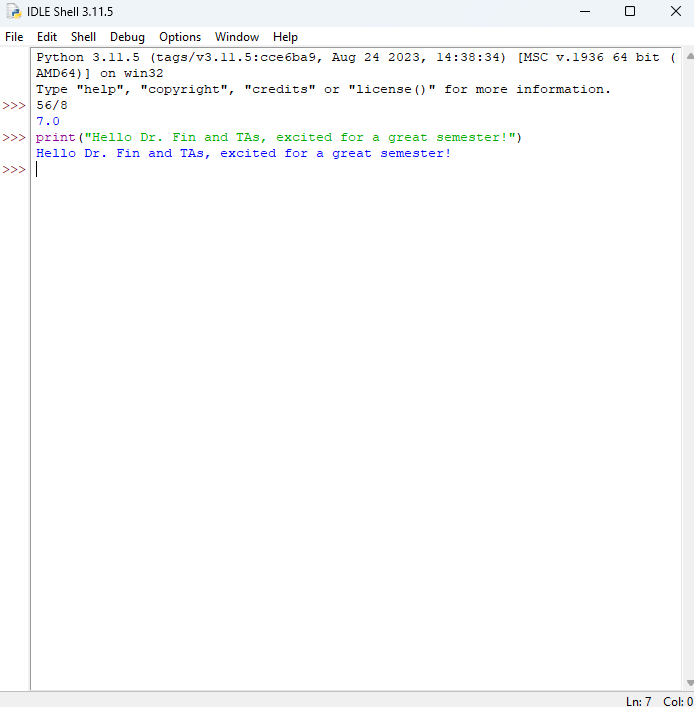 IDLE Shell 3.11.5
File Edit Shell Debug Options Window Help
Python 3.11.5 (tags/v3.11.5:cce6ba9, Aug 24 2023, 14:38:34) [MSC v.1936 64 bit (
AMD64)] on win32
Type "help", "copyright", "credits" or "license()" for more information.
>>> 56/8
7.0
>>> print("Hello Dr. Fin and TAs, excited for a great semester!")
Hello Dr. Fin and TAs, excited for a great semester!
>>>
Ln: 7 Col: 0